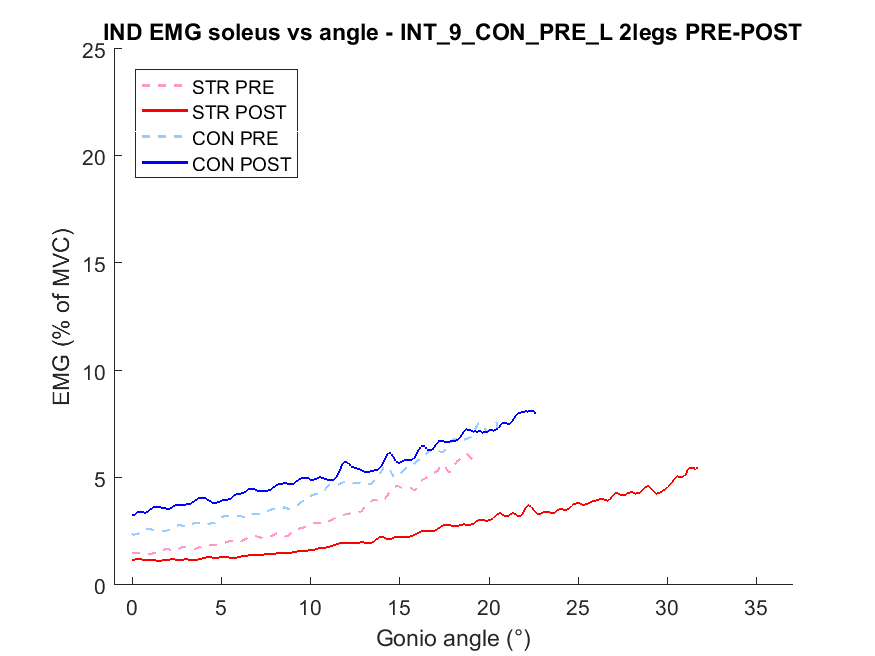 IND EMG soleus vs angle - INT_9_CON_PRE_L 2legs PRE-POST
25
20
15
10
5
0
EMG (% of MVC)
STR PRE
STR POST
CON PRE
CON POST
0 5 10 15 20 25 30 35
Gonio angle (°)